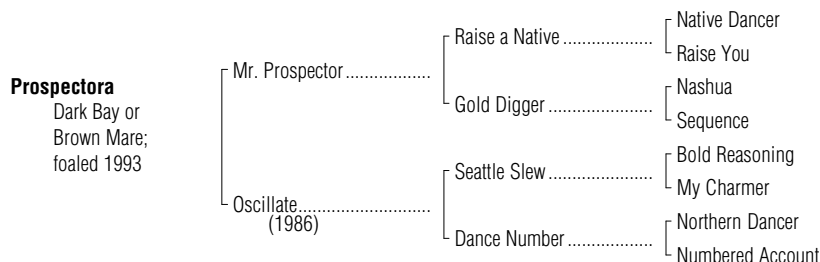 Prospectora
Dark Bay or
Brown Mare;
foaled 1993
Mr. Prospector..................
Oscillate............................
(1986)
Raise a Native ...................
Gold Digger ......................
Seattle Slew ......................
Dance Number ..................
Native Dancer
Raise You
Nashua
Sequence
Bold Reasoning
My Charmer
Northern Dancer
Numbered Account